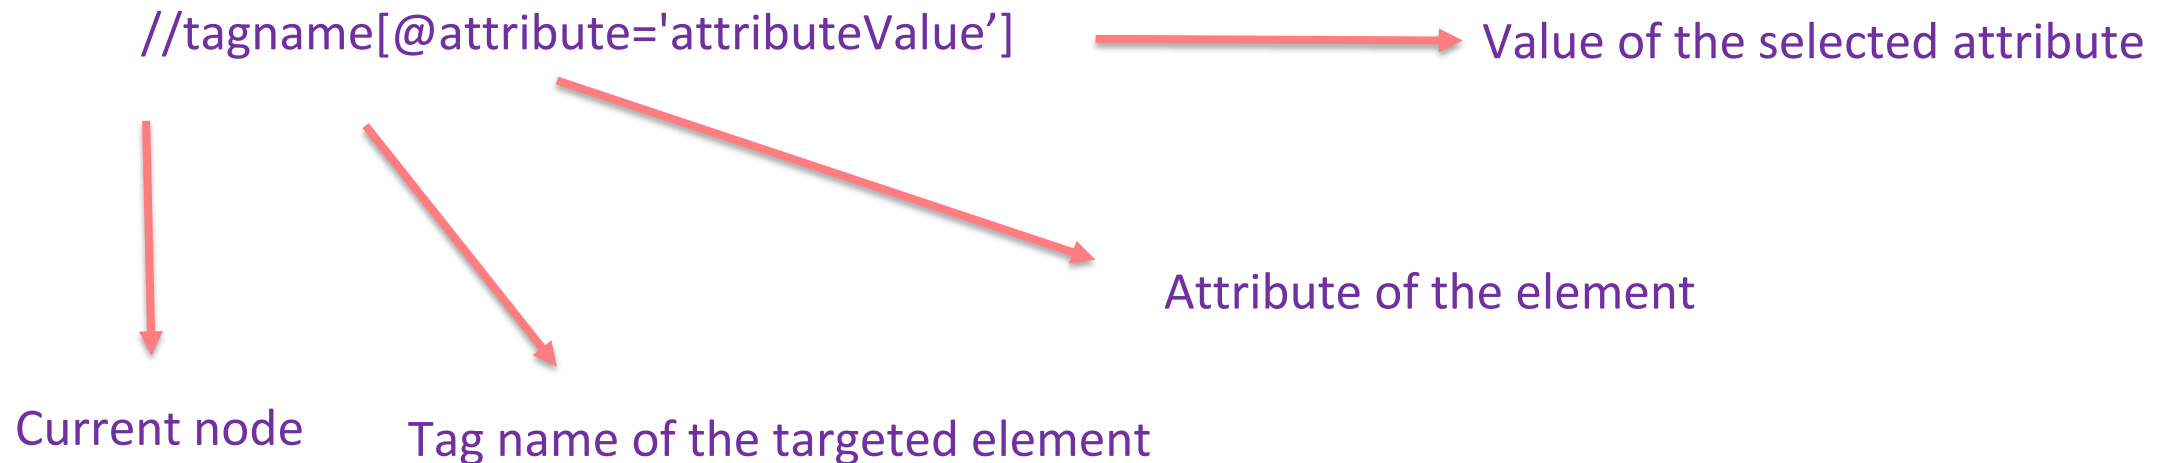 //tagname[@attribute='attributeValue’]
Value of the selected attribute
Attribute of the element
Current node
Tag name of the targeted element